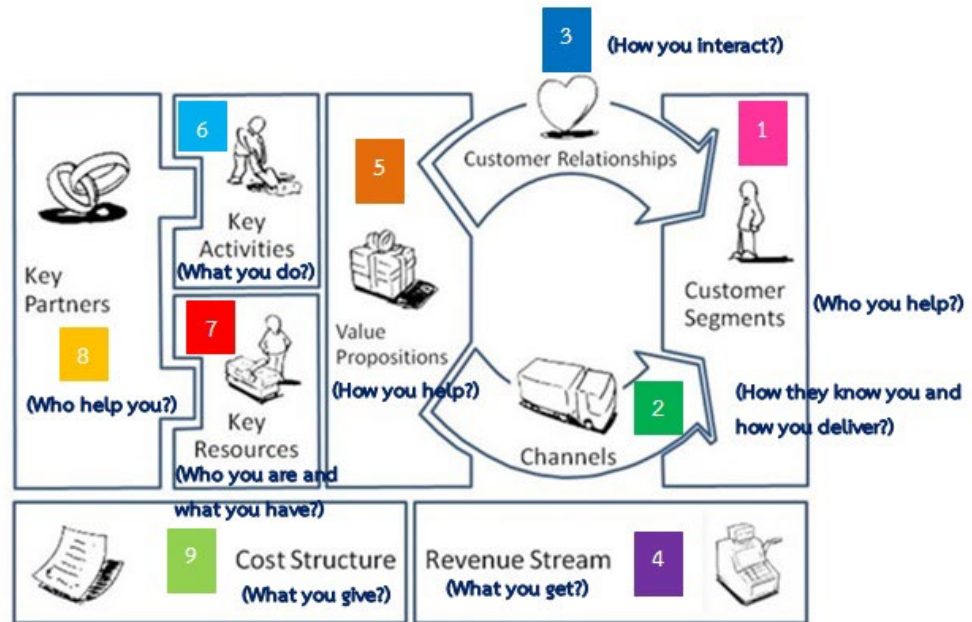 3
(How you interact?)
6
5
1
Customer Relationships
Key
Activities
(What you do?)
Key
Partners
8
(Who help you?)
7
Key
Resources
(Who you are and
what you have?)
Value
Propositions
(How you help?)
Customer
Segments
(Who you help?)
2
Channels
(How they know you and
how you deliver?)
9
Cost Structure
(What you give?)
Revenue Stream
(What you get?)
4